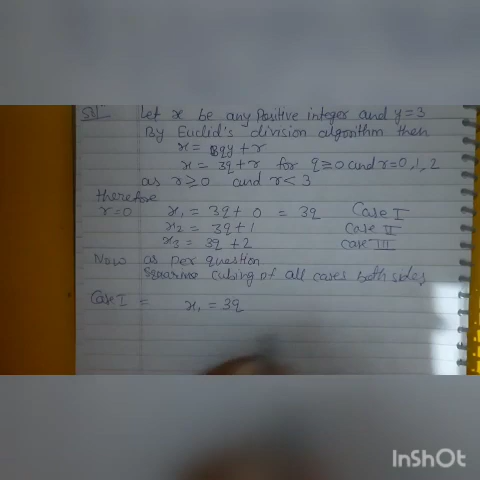 Sol Let x be any Positive integer and y = 3
By Euclid's division algorithm then
x = qy + r
x = 3q + r for q ≥ 0 and r = 0, 1, 2
as r ≥ 0 and r < 3
therefore
r = 0 x₁ = 3q + 0 = 3q Case I
x₂ = 3q + 1 Case II
x₃ = 3q + 2 Case III
Now as per question
cubing of all cases both sides
Case I = x₁ = 3q
InShOt